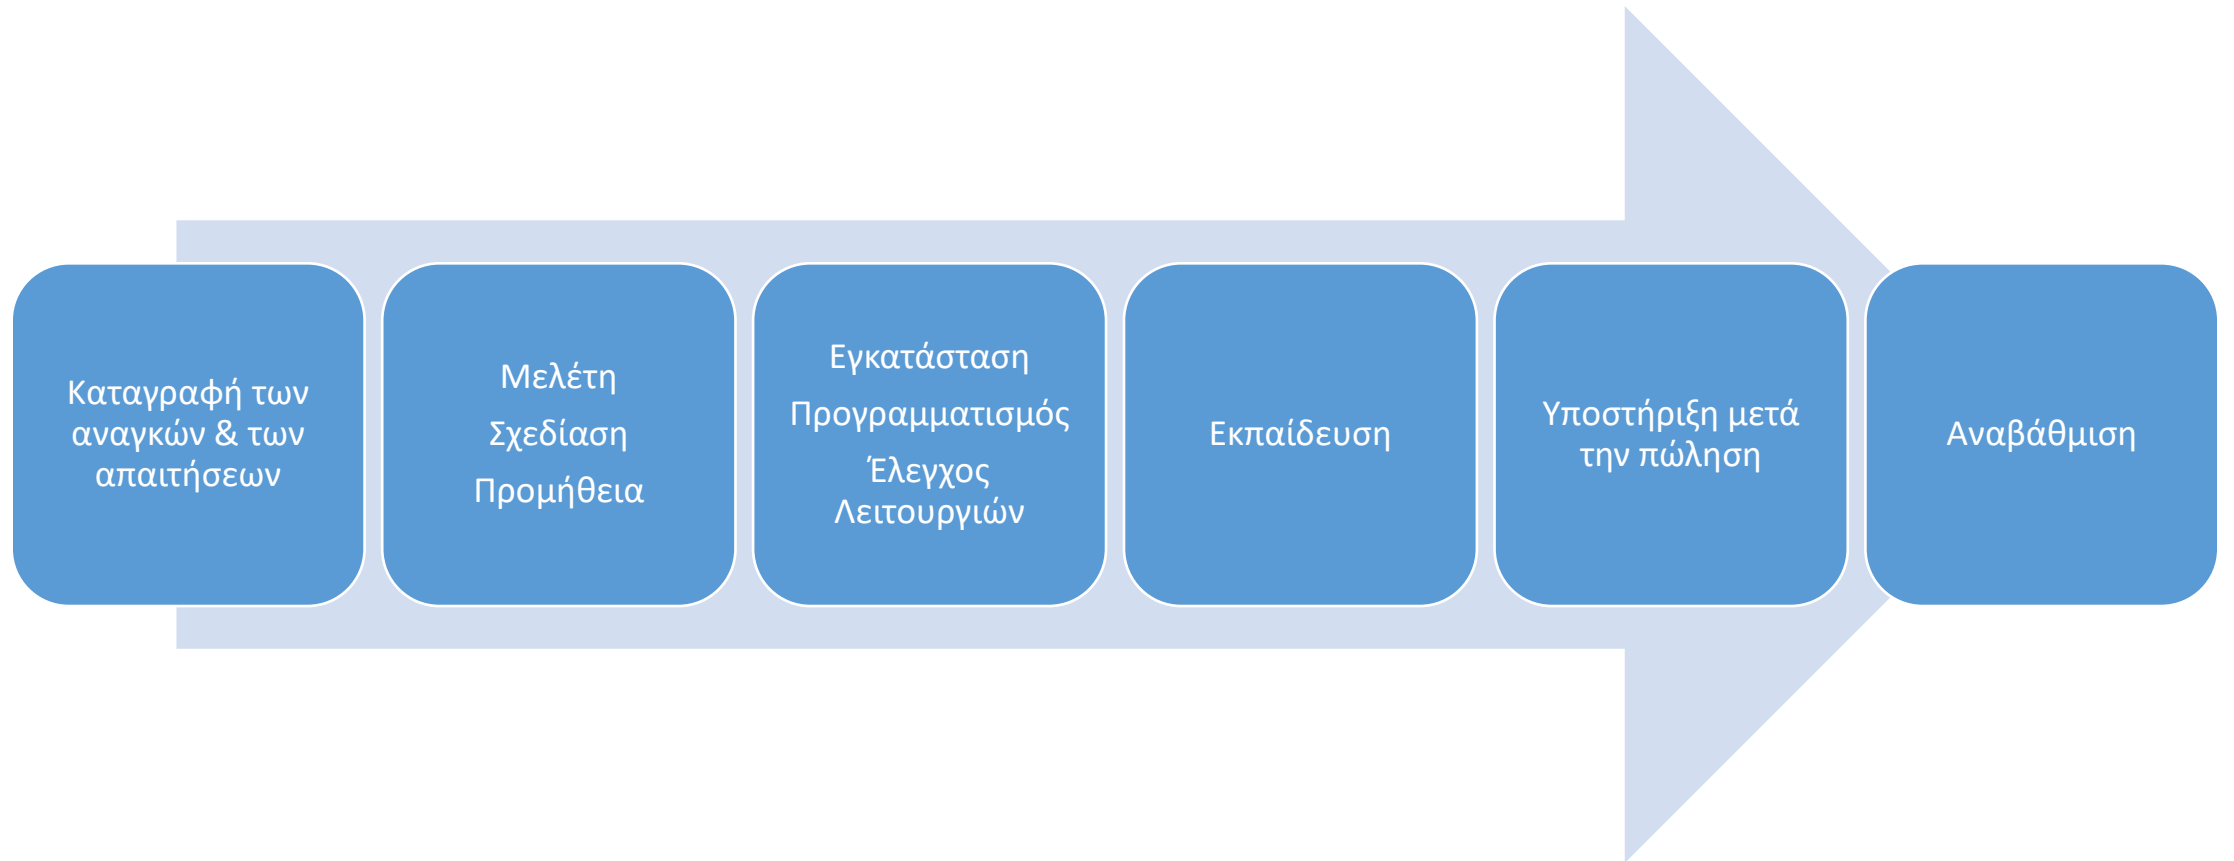 Καταγραφή των
αναγκών & των
απαιτήσεων
Μελέτη
Σχεδίαση
Προμήθεια
Εγκατάσταση
Προγραμματισμός
Έλεγχος
Λειτουργιών
Εκπαίδευση
Υποστήριξη μετά
την πώληση
Αναβάθμιση